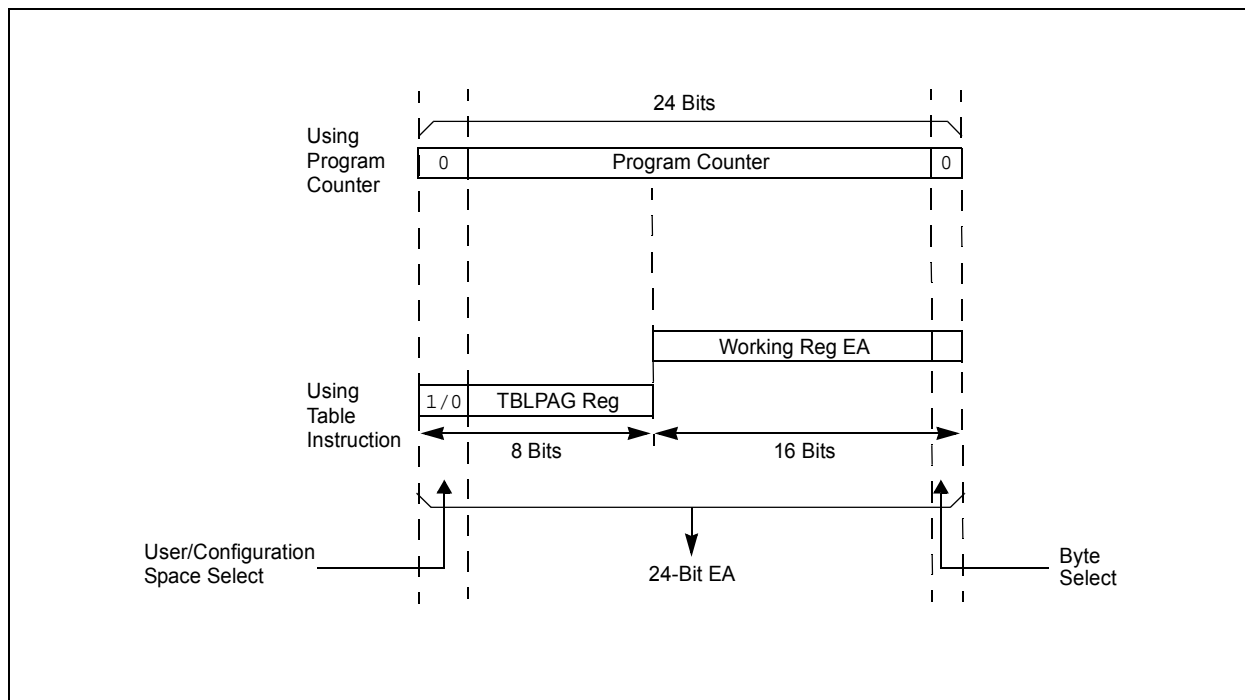 24 Bits
Using
Program
Counter
0
Program Counter
0
Working Reg EA
Using
Table
Instruction
1/0
TBLPAG Reg
8 Bits
16 Bits
User/Configuration
Space Select
24-Bit EA
Byte
Select